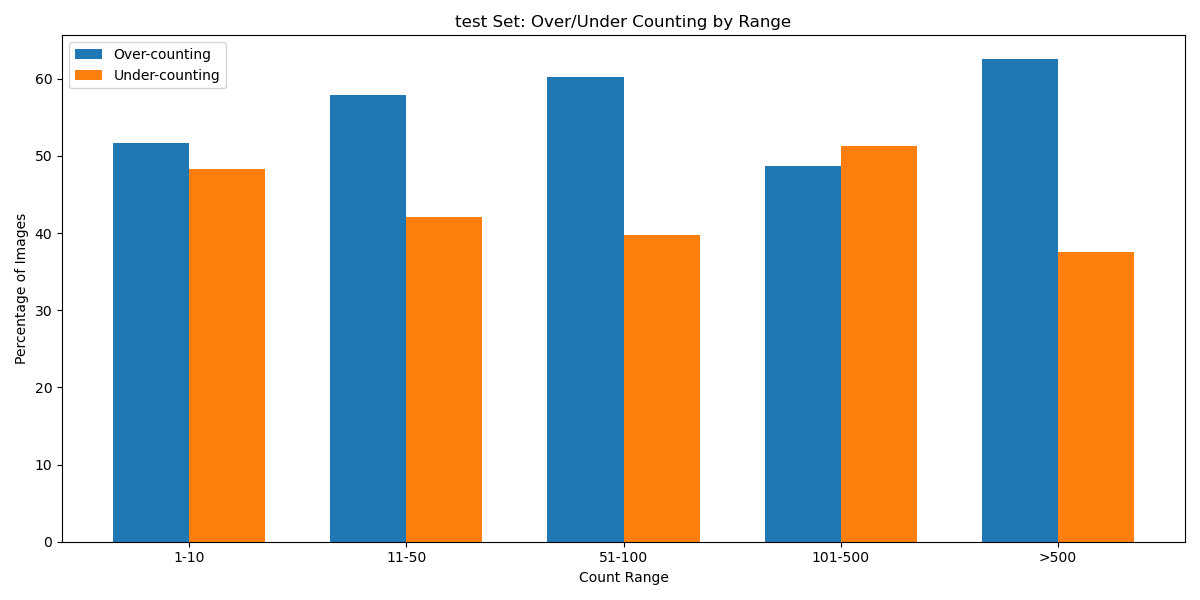 test Set: Over/Under Counting by Range
Over-counting
Under-counting
Percentage of Images
60
50
40
30
20
10
0
1-10
11-50
51-100
101-500
>500
Count Range